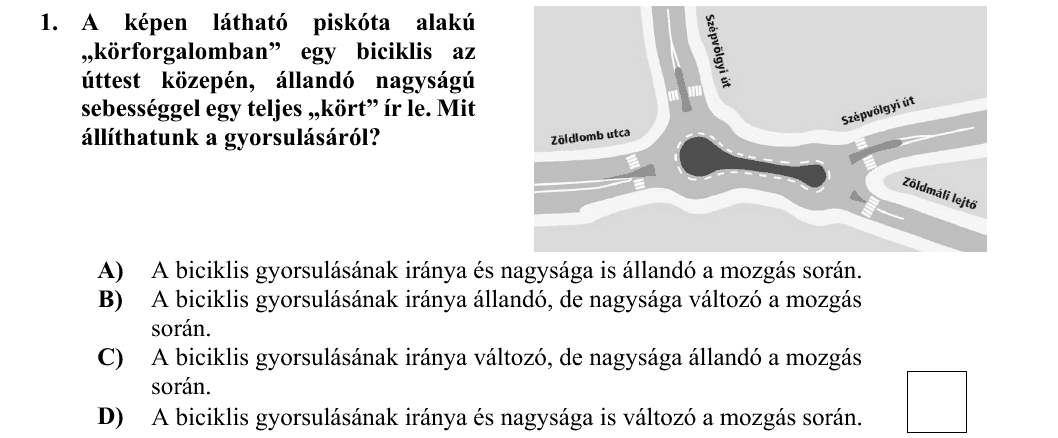 1. A képen látható piskóta alakú
„körforgalomban” egy biciklis az
úttest közepén, állandó nagyságú
sebességgel egy teljes „kört” ír le. Mit
állíthatunk a gyorsulásáról?
Szépvölgyi út
Szépvölgyi út
Zöldlomb utca
Zöldmáli lejtő
A) A biciklis gyorsulásának iránya és nagysága is állandó a mozgás során.
B) A biciklis gyorsulásának iránya állandó, de nagysága változó a mozgás
során.
C) A biciklis gyorsulásának iránya változó, de nagysága állandó a mozgás
során.
D) A biciklis gyorsulásának iránya és nagysága is változó a mozgás során.